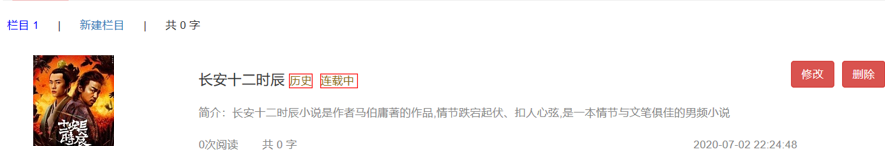 栏目 1 | 新建栏目 | 共 0 字
长安十二时辰 历史 连载中 修改 删除
简介：长安十二时辰小说是作者马伯庸著的作品,情节跌宕起伏、扣人心弦,是一本情节与文笔俱佳的男频小说
0次阅读 共 0 字 2020-07-02 22:24:48